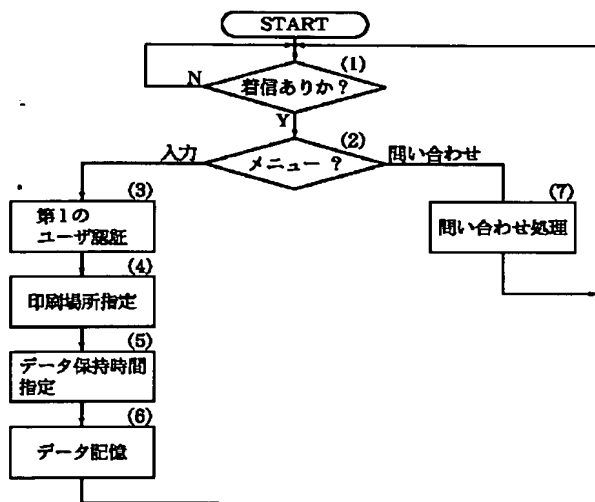 START
(1)
着信ありか?
N
Y
(2)
メニュー ?
入力
問い合わせ
(3)
第1の
ユーザ認証
(7)
問い合わせ処理
(4)
印刷場所指定
(5)
データ保持時間
指定
(6)
データ記憶